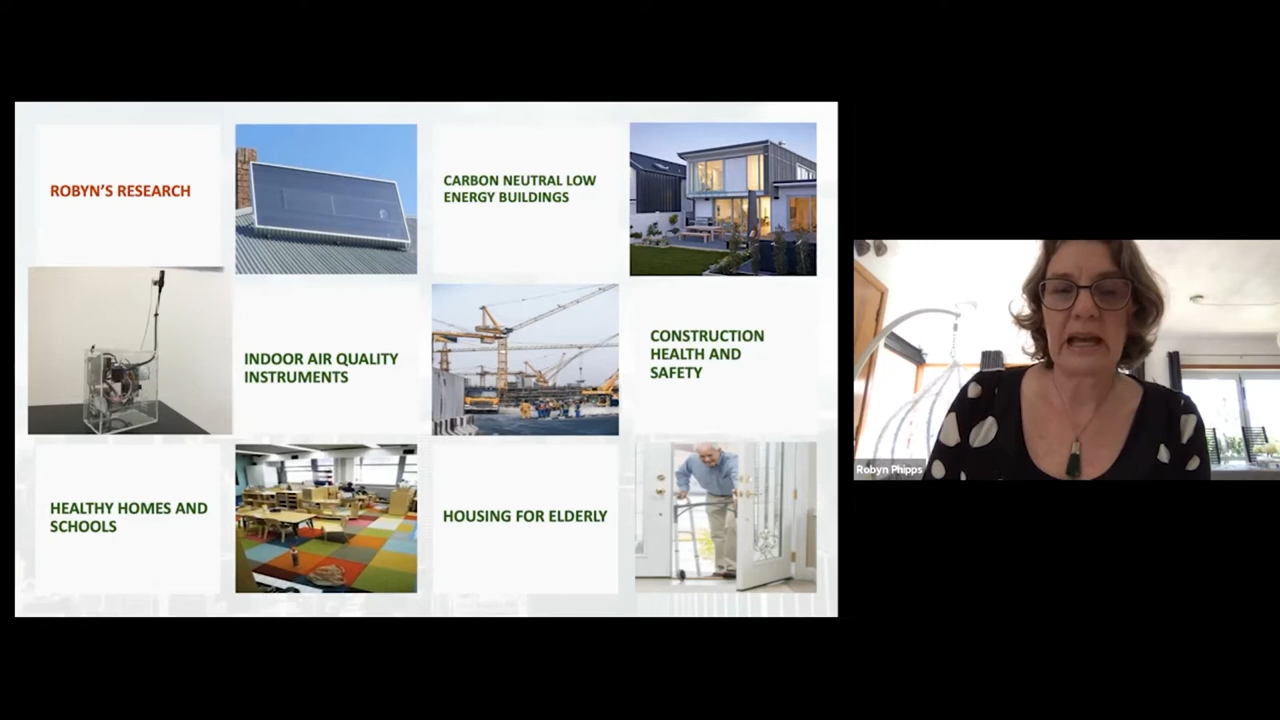 ROBYN'S RESEARCH
CARBON NEUTRAL LOW
ENERGY BUILDINGS
INDOOR AIR QUALITY
INSTRUMENTS
CONSTRUCTION
HEALTH AND
SAFETY
HEALTHY HOMES AND
SCHOOLS
HOUSING FOR ELDERLY
Robyn Phipps